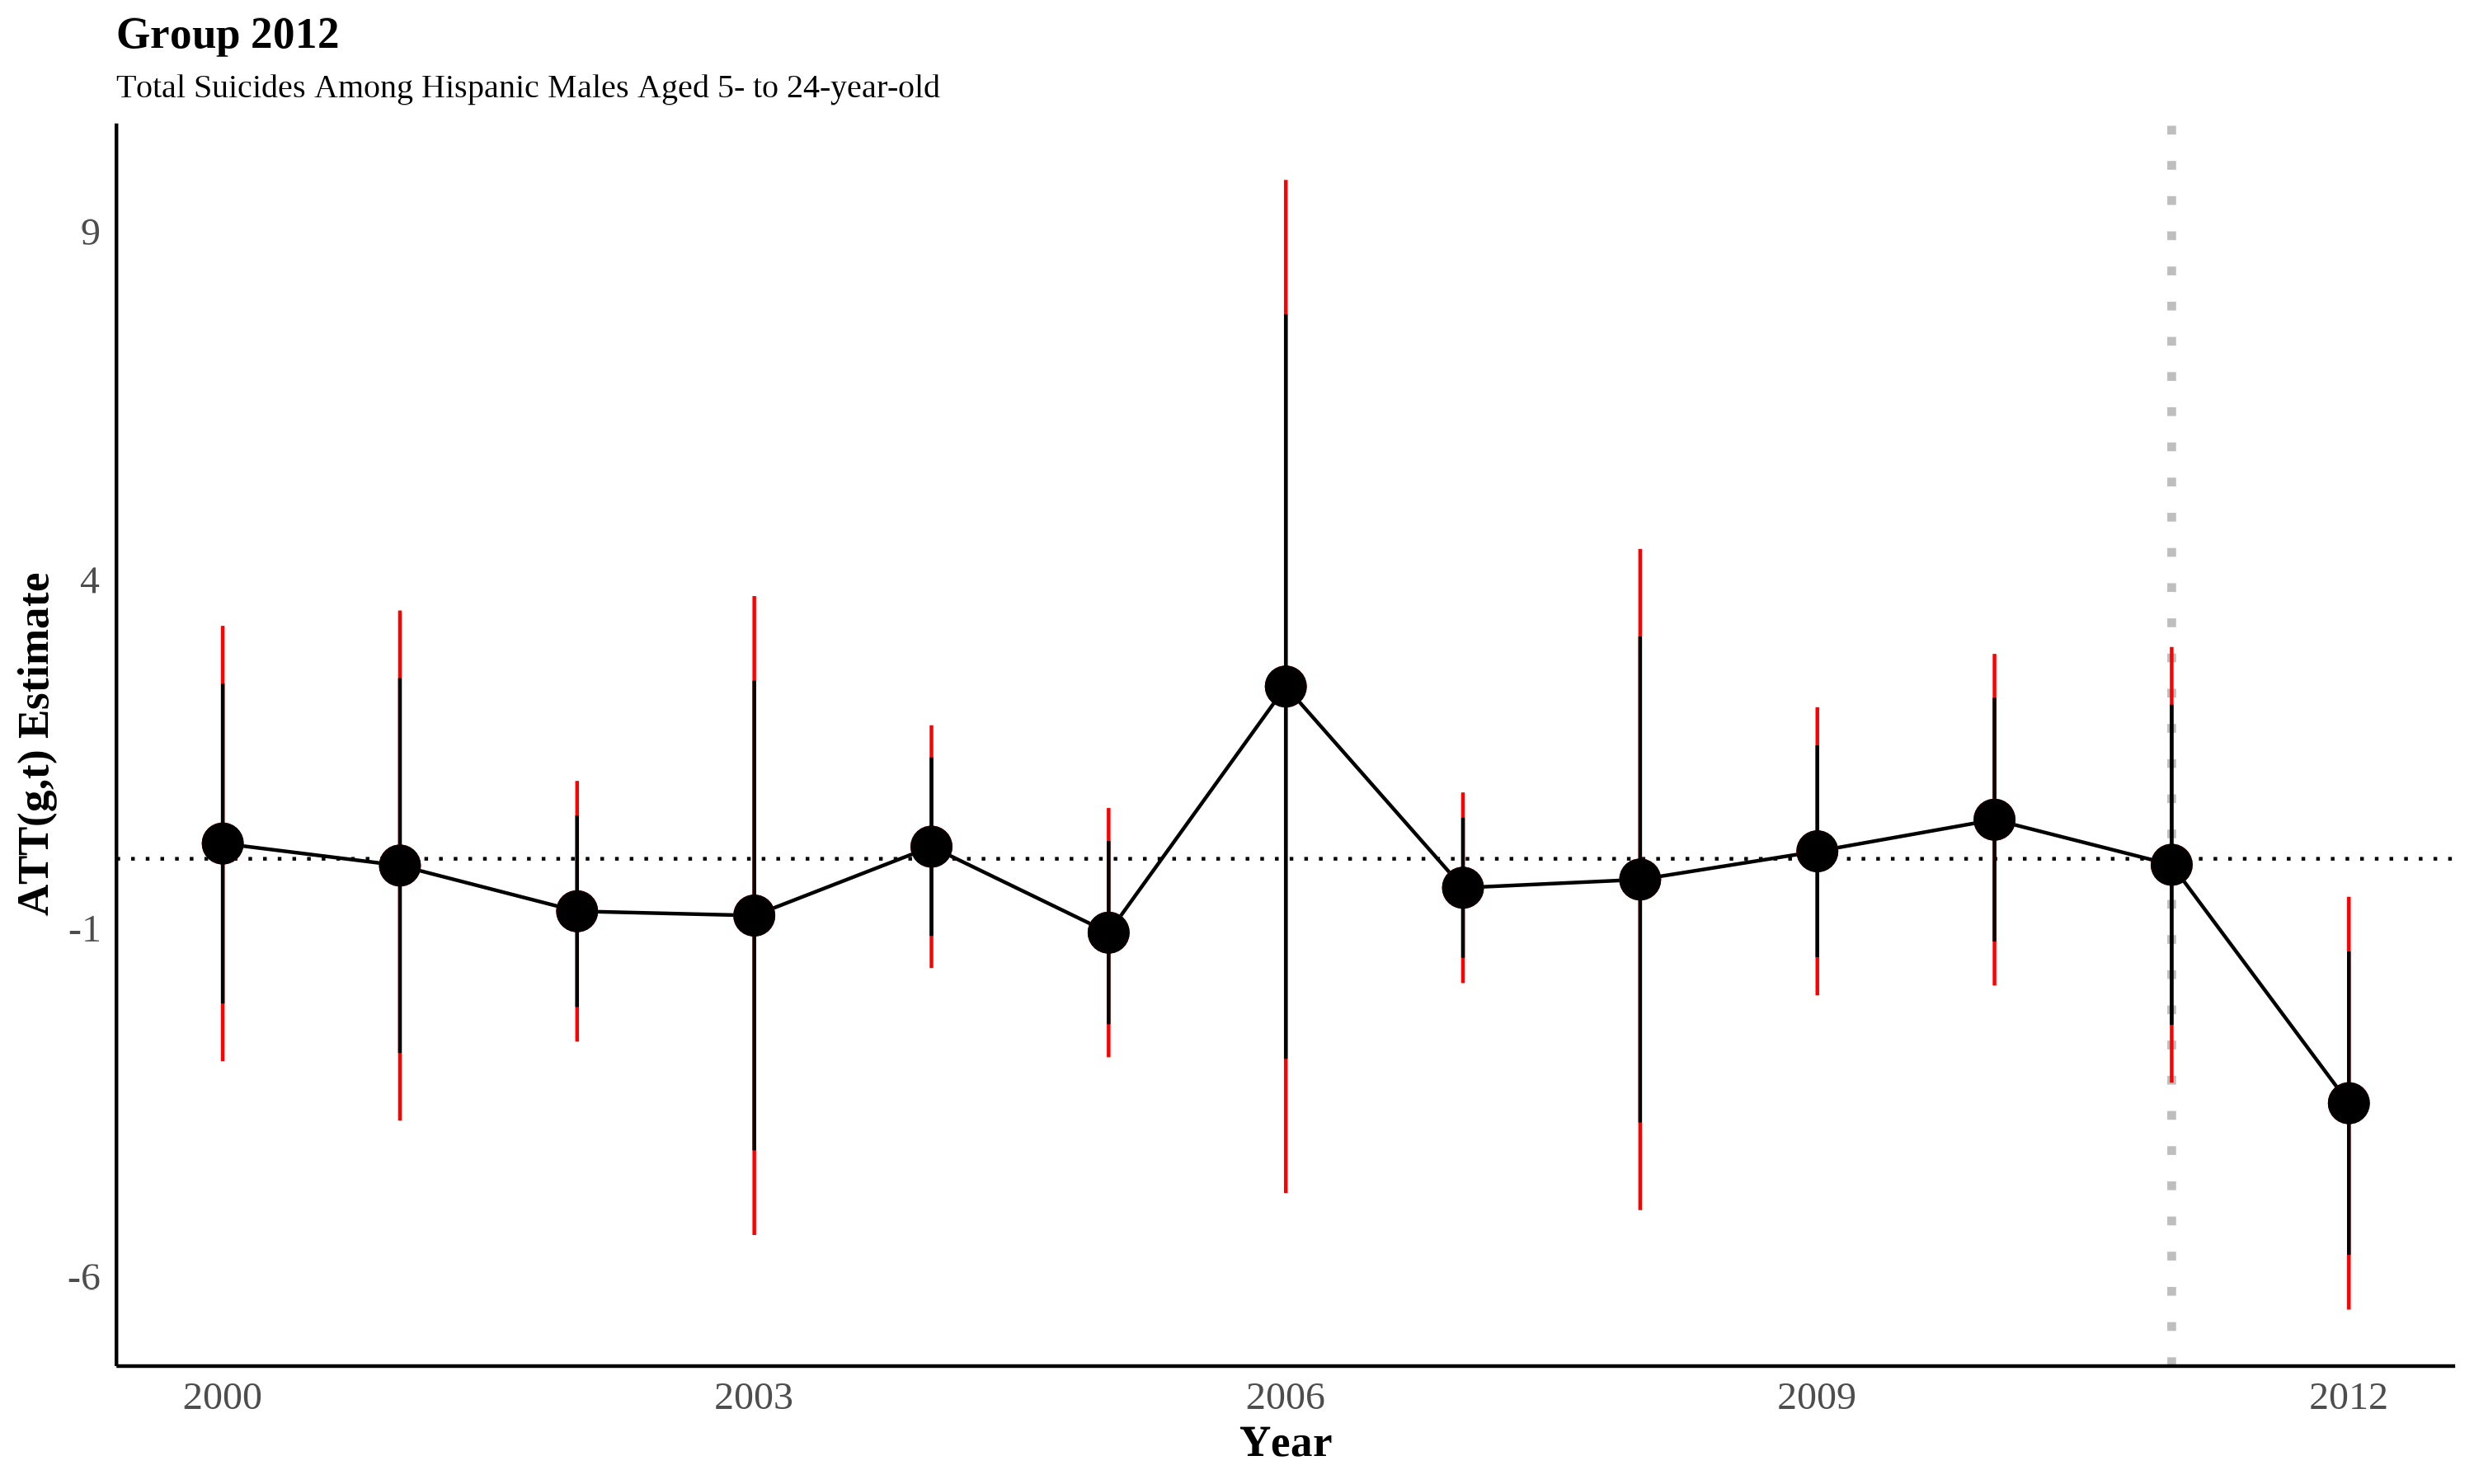 Group 2012
Total Suicides Among Hispanic Males Aged 5- to 24-year-old
ATT(g,t) Estimate
9
4
-1
-6
2000 2003 2006 2009 2012
Year